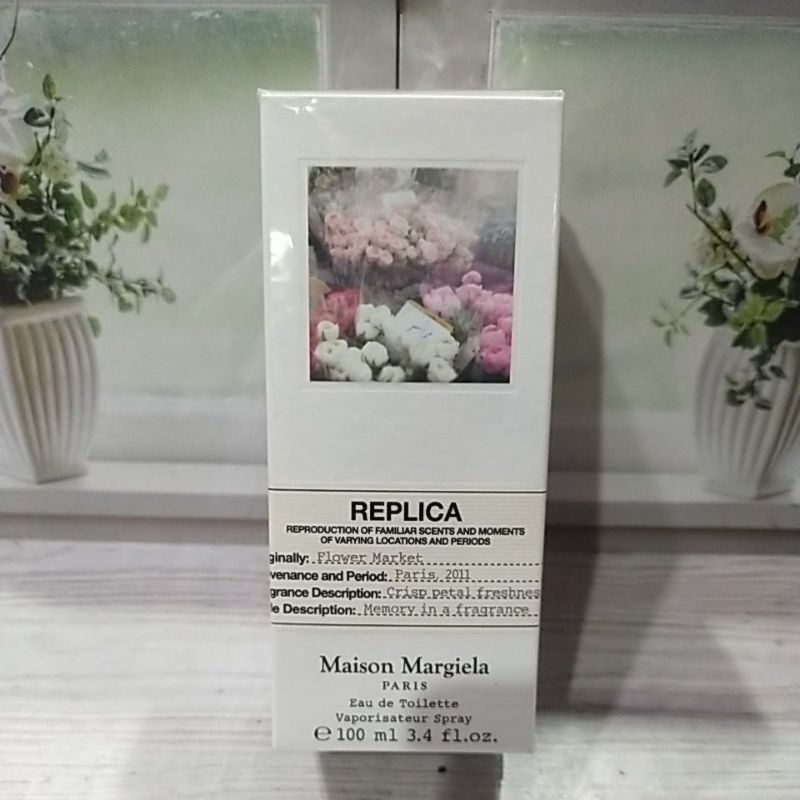 REPLICA
REPRODUCTION OF FAMILIAR SCENTS AND MOMENTS
OF VARYING LOCATIONS AND PERIODS
ginally: Flower Market
venance and Period: Paris, 2011
grance Description: Crisp petal freshnes
le Description: Memory in a fragrance
Maison Margiela
PARIS
Eau de Toilette
Vaporisateur Spray
℮ 100 ml 3.4 fl.oz.